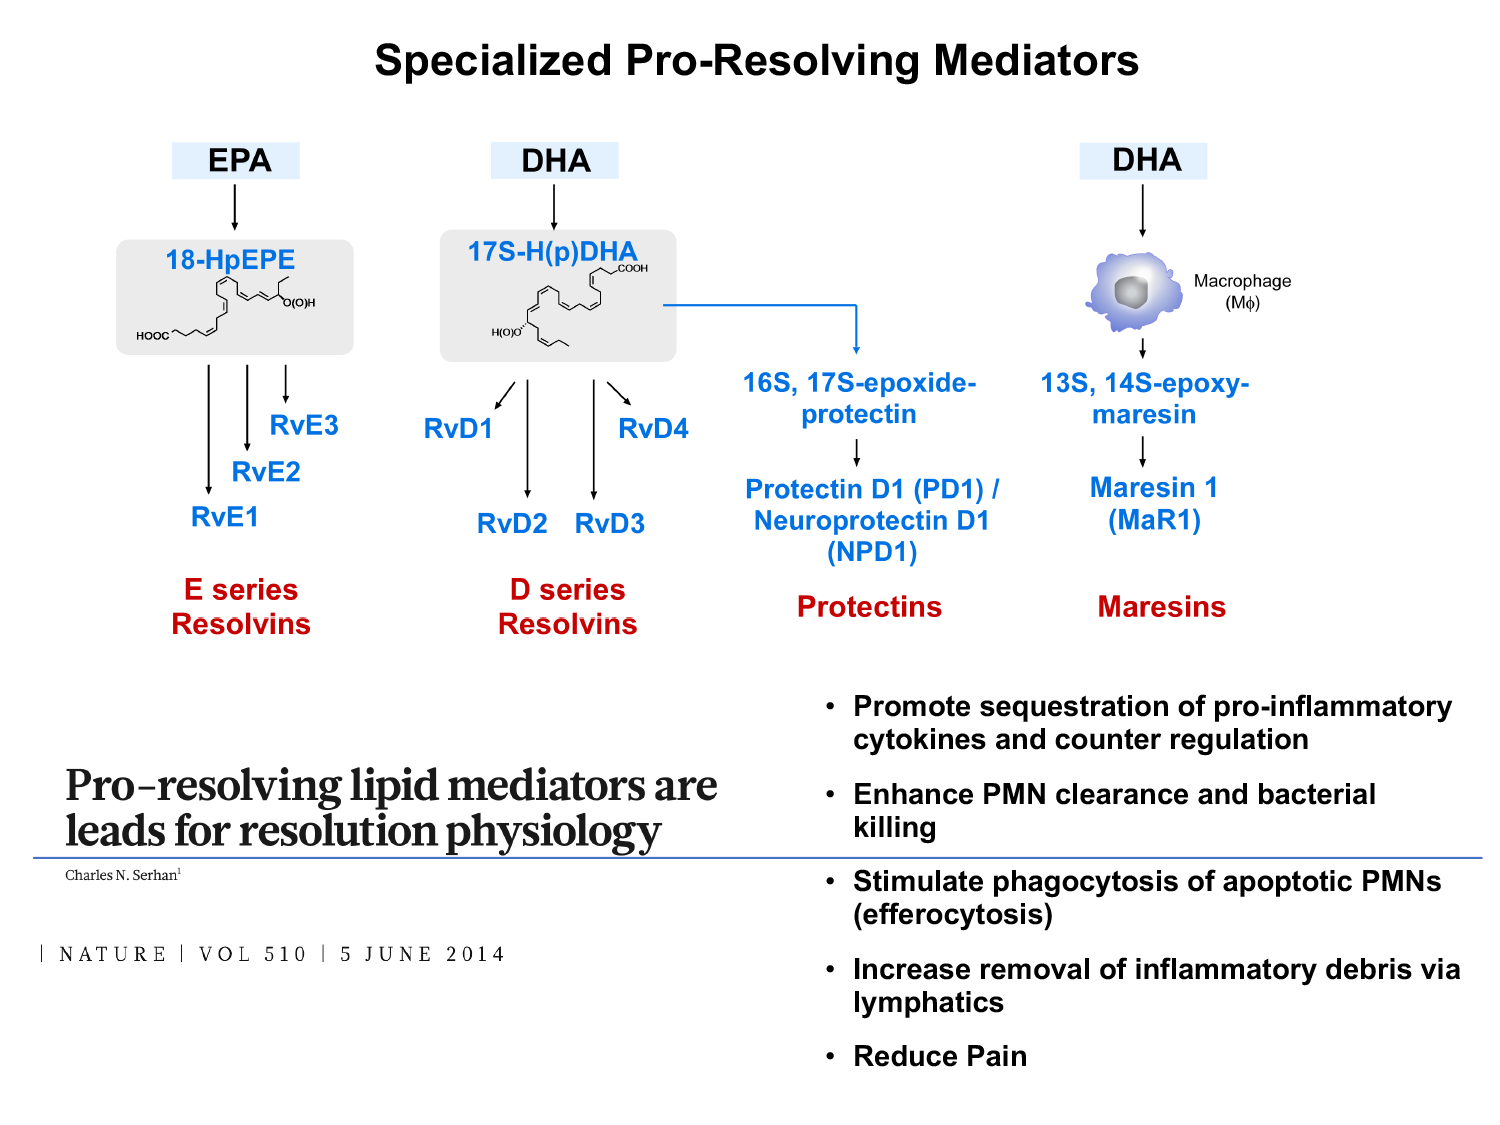 Specialized Pro-Resolving Mediators
EPA
18-HpEPE
O(O)H
HOOC
RvE3
RvE2
RvE1
E series
Resolvins
DHA
17S-H(p)DHA
COOH
H(O)O
RvD1
RvD4
RvD2
RvD3
D series
Resolvins
16S, 17S-epoxide-
protectin
Protectin D1 (PD1) /
Neuroprotectin D1
(NPD1)
Protectins
DHA
Macrophage
(Mϕ)
13S, 14S-epoxy-
maresin
Maresin 1
(MaR1)
Maresins
Pro-resolving lipid mediators are
leads for resolution physiology
Charles N. Serhan¹
| NATURE | VOL 510 | 5 JUNE 2014
• Promote sequestration of pro-inflammatory
cytokines and counter regulation
• Enhance PMN clearance and bacterial
killing
• Stimulate phagocytosis of apoptotic PMNs
(efferocytosis)
• Increase removal of inflammatory debris via
lymphatics
• Reduce Pain